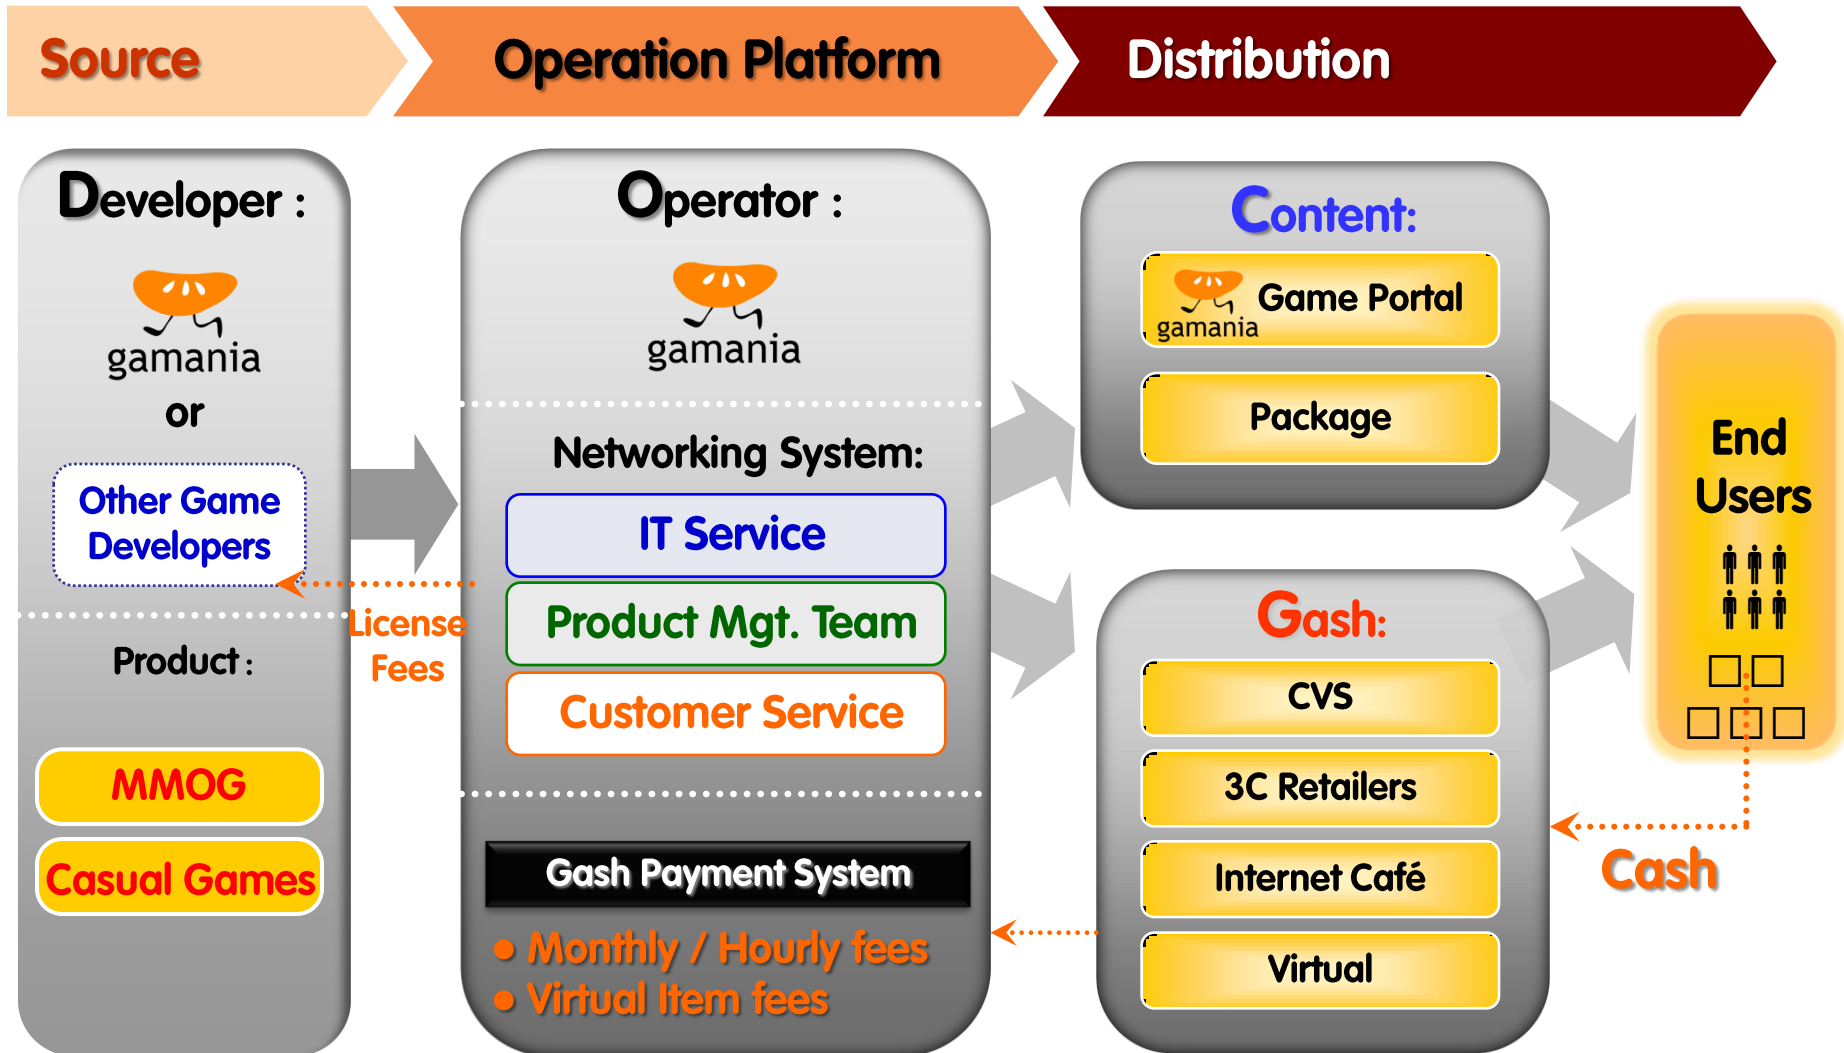 Source
Operation Platform
Distribution
Developer :
gamania
or
Other Game
Developers
License
Fees
Product :
MMOG
Casual Games
Operator :
gamania
Networking System:
IT Service
Product Mgt. Team
Customer Service
Gash Payment System
• Monthly / Hourly fees
• Virtual Item fees
Content:
gamania Game Portal
Package
Gash:
CVS
3C Retailers
Internet Café
Virtual
End
Users
□□
□□□
Cash